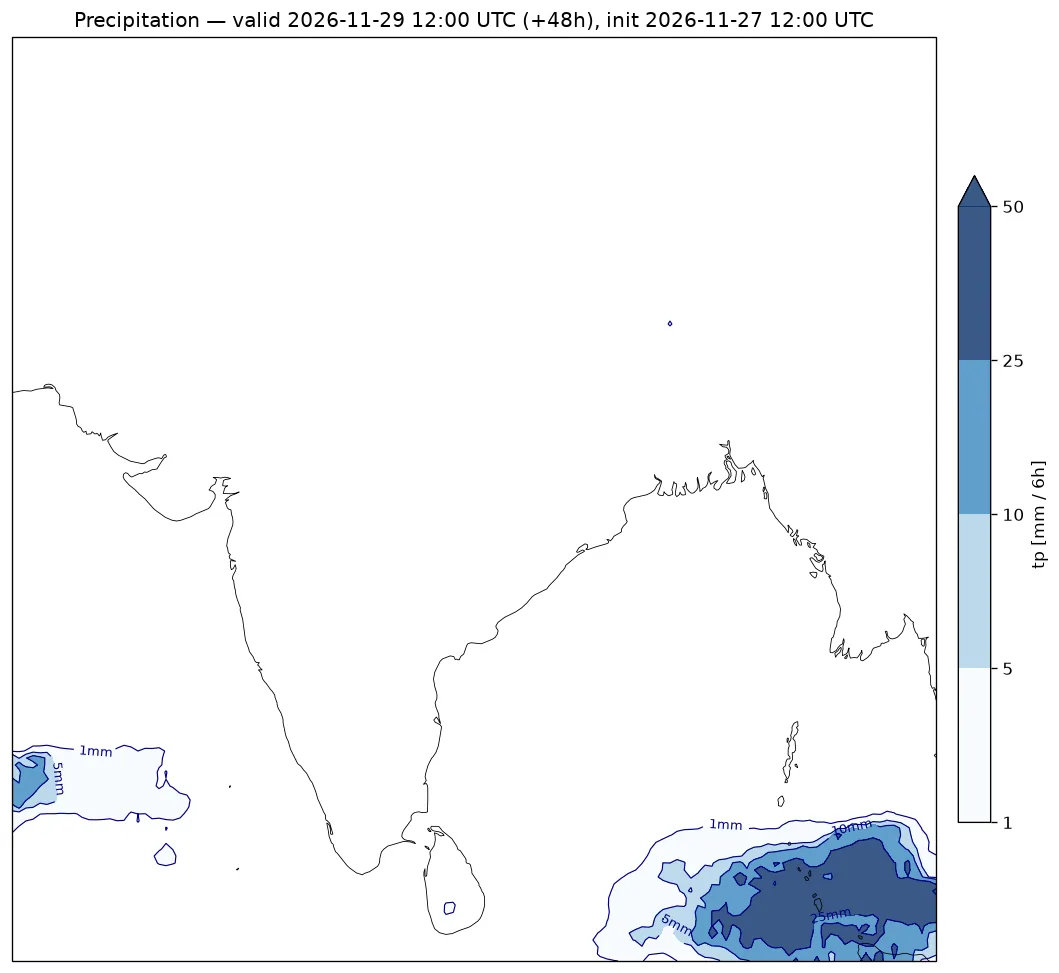 Precipitation — valid 2026-11-29 12:00 UTC (+48h), init 2026-11-27 12:00 UTC
50
25
10
5
1
tp [mm / 6h]
1mm
5mm
1mm
10mm
25mm
5mm